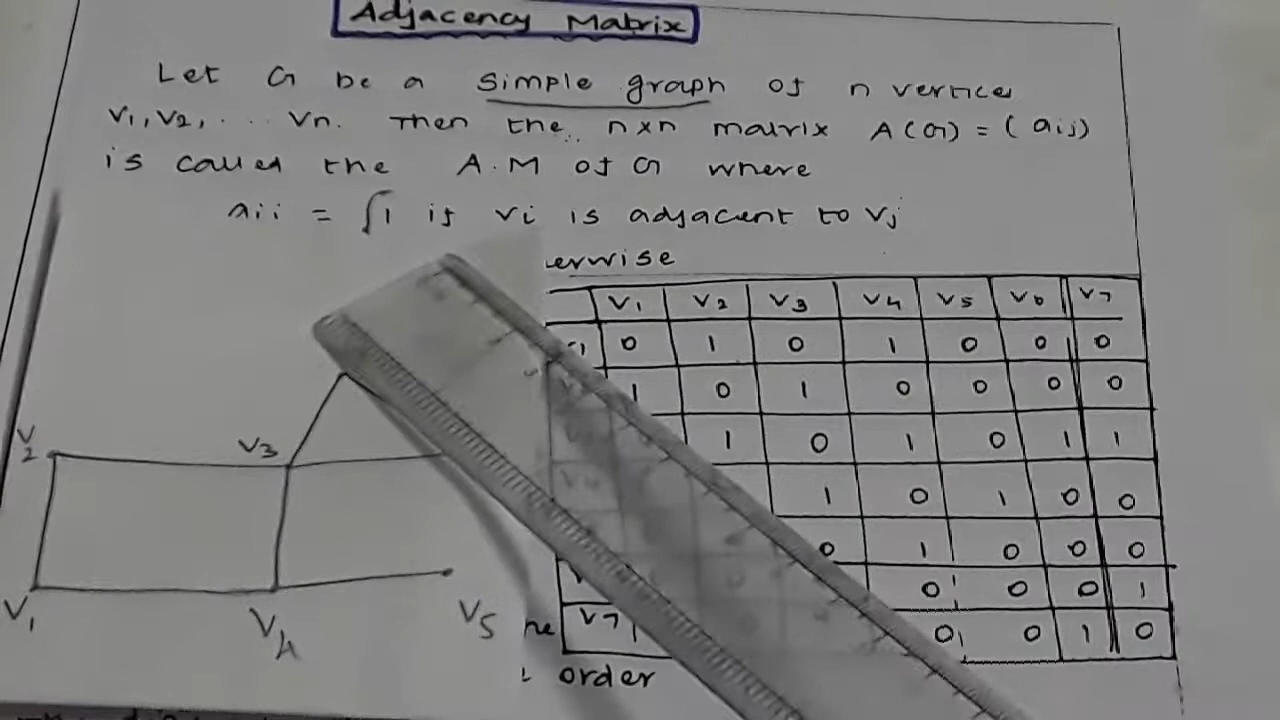 Adjacency Matrix
Let G be a simple graph of n vertice
V1, V2, ... Vn. Then the nxn matrix A(G) = (aij)
is called the A.M of G where
aii = { 1 if vi is adjacent to vj
erwise
V1 V2 V3 V4 V5 V6 V7
0 1 0 1 0 0 0
1 0 1 0 0 0 0
1 0 1 0 1 1
1 0 1 0 0
0 1 0 0 0
0 0 0 1
V7 0 0 1 0
V2 V3
V1 V4 V5
he
order